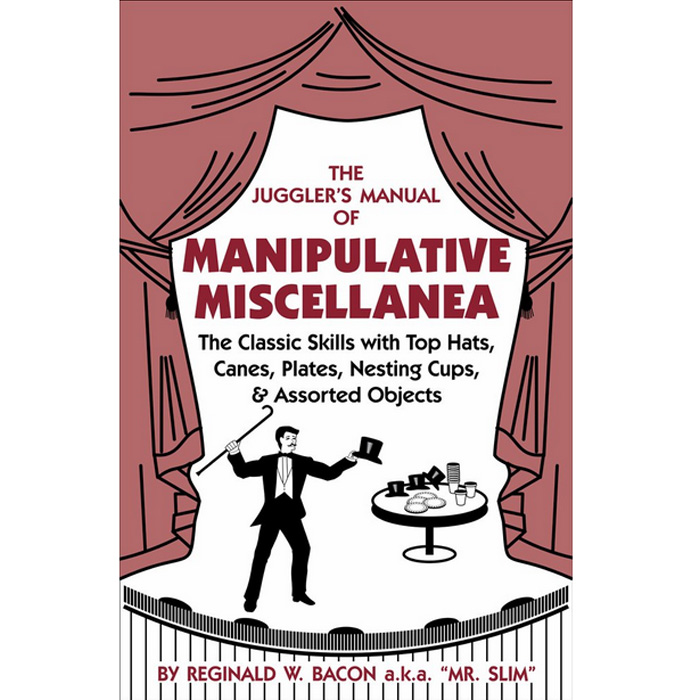 THE
JUGGLER'S MANUAL
OF
MANIPULATIVE
MISCELLANEA
The Classic Skills with Top Hats,
Canes, Plates, Nesting Cups,
& Assorted Objects
BY REGINALD W. BACON a.k.a. “MR. SLIM”